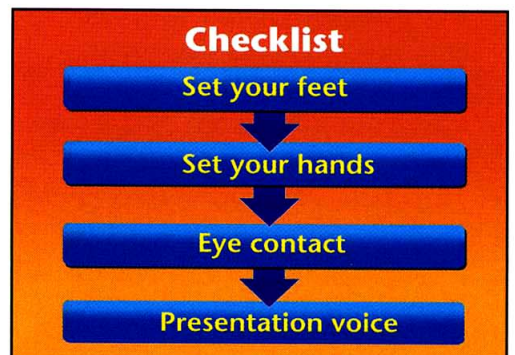 Checklist
Set your feet
Set your hands
Eye contact
Presentation voice